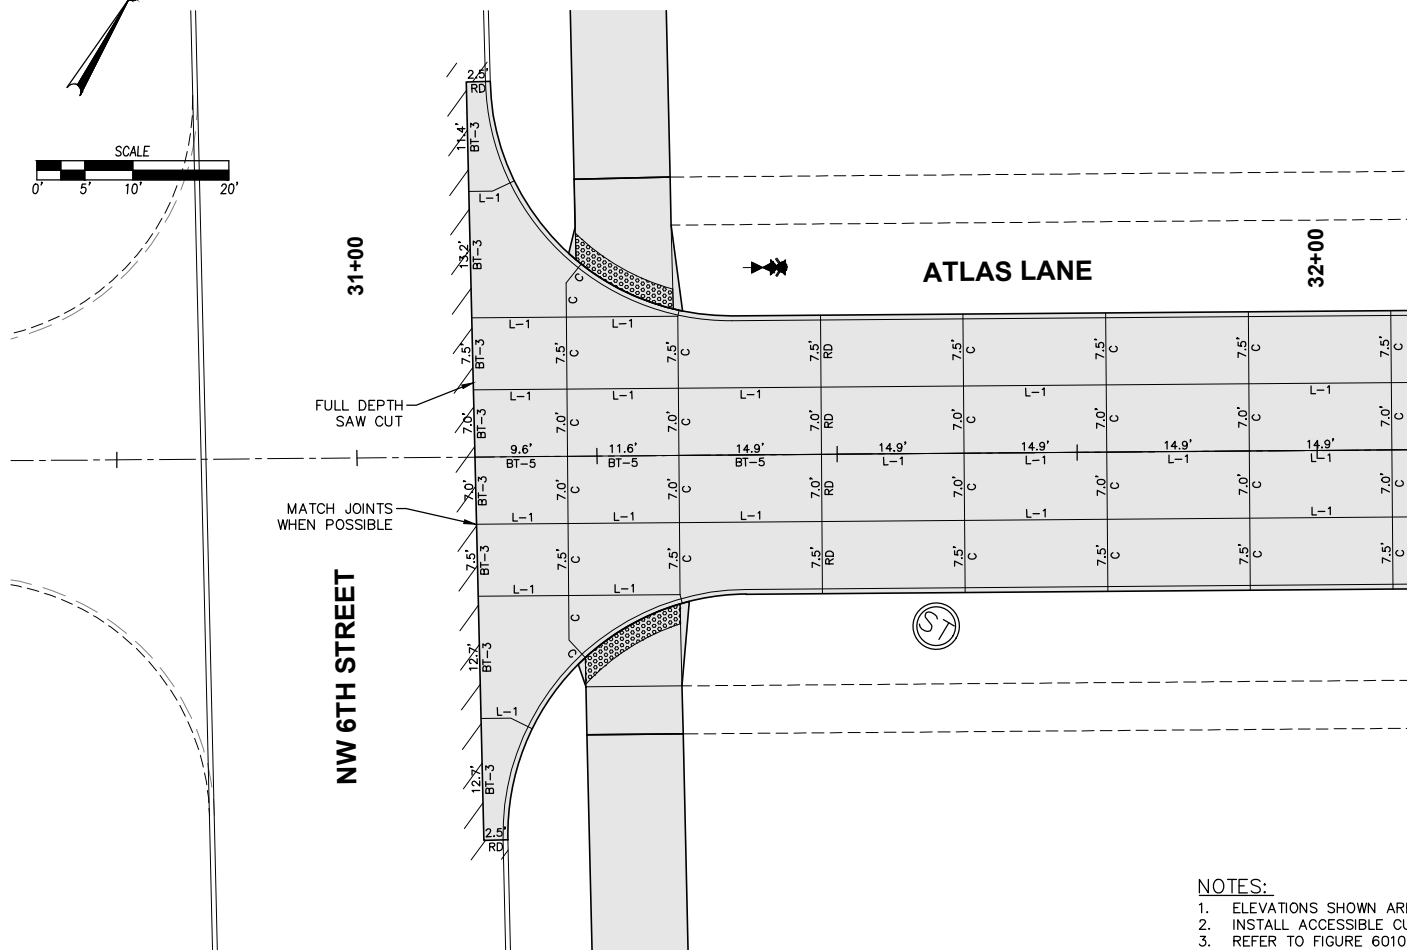 2.5'
RD
11.4'
BT-3
SCALE
0' 5' 10' 20'
L-1
31+00
13.2'
BT-3
C
C
ATLAS LANE
32+00
L-1 L-1
7.5'
BT-3
7.5' C
7.5' C
7.5' RD
7.5' C
7.5' C
7.5' C
7.5' C
FULL DEPTH
SAW CUT
L-1 L-1 L-1 L-1 L-1
7.0'
BT-3
7.0' C
7.0' C
7.0' RD
7.0' C
7.0' C
7.0' C
7.0' C
9.6' 11.6' 14.9' 14.9' 14.9' 14.9' 14.9'
BT-5 BT-5 BT-5 L-1 L-1 L-1 L-1
7.0'
BT-3
7.0' C
7.0' C
7.0' RD
7.0' C
7.0' C
7.0' C
7.0' C
MATCH JOINTS
WHEN POSSIBLE
L-1 L-1 L-1 L-1 L-1
7.5'
BT-3
7.5' C
7.5' C
7.5' RD
7.5' C
7.5' C
7.5' C
7.5' C
L-1 L-1
NW 6TH STREET
C
C
ST
12.7'
BT-3
L-1
12.7'
BT-3
2.5'
RD
NOTES:
1. ELEVATIONS SHOWN AR
2. INSTALL ACCESSIBLE CU
3. REFER TO FIGURE 6010